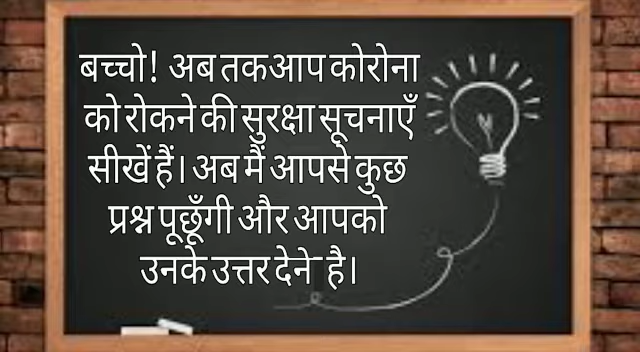 बच्चो! अब तक आप कोरोना
को रोकने की सुरक्षा सूचनाएँ
सीखें हैं। अब मैं आपसे कुछ
प्रश्न पूछूँगी और आपको
उनके उत्तर देने है।